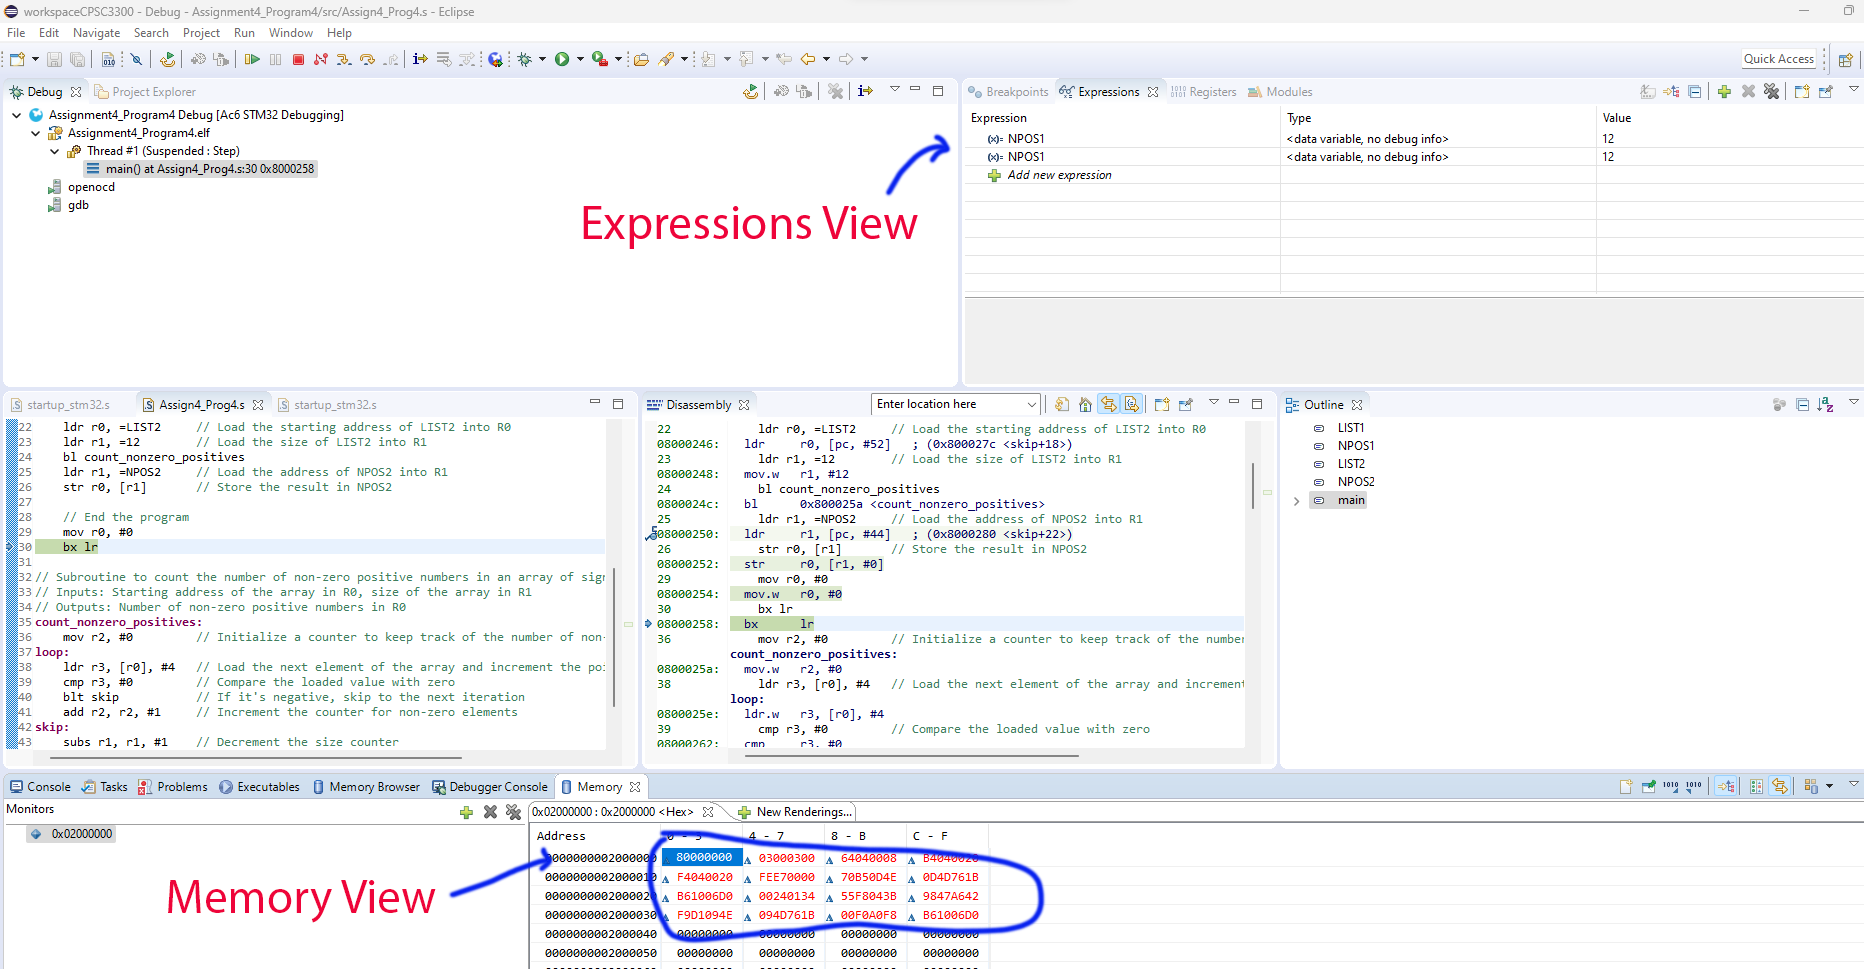 workspaceCPSC3300 - Debug - Assignment4_Program4/src/Assign4_Prog4.s - Eclipse
File Edit Navigate Search Project Run Window Help
Quick Access
Debug Project Explorer
Assignment4_Program4 Debug [Ac6 STM32 Debugging]
Assignment4_Program4.elf
Thread #1 (Suspended : Step)
main() at Assign4_Prog4.s:30 0x8000258
openocd
gdb
Expressions View
Breakpoints Expressions Registers Modules
Expression Type Value
(x)= NPOS1 <data variable, no debug info> 12
(x)= NPOS1 <data variable, no debug info> 12
Add new expression
startup_stm32.s Assign4_Prog4.s startup_stm32.s
22 ldr r0, =LIST2 // Load the starting address of LIST2 into R0
23 ldr r1, =12 // Load the size of LIST2 into R1
24 bl count_nonzero_positives
25 ldr r1, =NPOS2 // Load the address of NPOS2 into R1
26 str r0, [r1] // Store the result in NPOS2
27
28 // End the program
29 mov r0, #0
30 bx lr
31
32 // Subroutine to count the number of non-zero positive numbers in an array of sig
33 // Inputs: Starting address of the array in R0, size of the array in R1
34 // Outputs: Number of non-zero positive numbers in R0
35 count_nonzero_positives:
36 mov r2, #0 // Initialize a counter to keep track of the number of non-
37 loop:
38 ldr r3, [r0], #4 // Load the next element of the array and increment the po
39 cmp r3, #0 // Compare the loaded value with zero
40 blt skip // If it's negative, skip to the next iteration
41 add r2, r2, #1 // Increment the counter for non-zero elements
42 skip:
43 subs r1, r1, #1 // Decrement the size counter
Disassembly Enter location here
22 ldr r0, =LIST2 // Load the starting address of LIST2 into R0
08000246: ldr r0, [pc, #52] ; (0x800027c <skip+18>)
23 ldr r1, =12 // Load the size of LIST2 into R1
08000248: mov.w r1, #12
24 bl count_nonzero_positives
0800024c: bl 0x800025a <count_nonzero_positives>
25 ldr r1, =NPOS2 // Load the address of NPOS2 into R1
08000250: ldr r1, [pc, #44] ; (0x8000280 <skip+22>)
26 str r0, [r1] // Store the result in NPOS2
08000252: str r0, [r1, #0]
29 mov r0, #0
08000254: mov.w r0, #0
30 bx lr
08000258: bx lr
36 mov r2, #0 // Initialize a counter to keep track of the number
count_nonzero_positives:
0800025a: mov.w r2, #0
38 ldr r3, [r0], #4 // Load the next element of the array and increment
loop:
0800025e: ldr.w r3, [r0], #4
39 cmp r3, #0 // Compare the loaded value with zero
08000262: cmp r3, #0
Outline
LIST1
NPOS1
LIST2
NPOS2
main
Console Tasks Problems Executables Memory Browser Debugger Console Memory
Monitors
0x02000000
0x02000000 : 0x2000000 <Hex> New Renderings...
Address 0 - 3 4 - 7 8 - B C - F
0000000002000000 80000000 03000300 64040008 B4040020
0000000002000010 F4040020 FEE70000 70B50D4E 0D4D761B
0000000002000020 B61006D0 00240134 55F8043B 9847A642
0000000002000030 F9D1094E 094D761B 00F0A0F8 B61006D0
0000000002000040 00000000 00000000 00000000 00000000
0000000002000050 00000000 00000000 00000000 00000000
Memory View